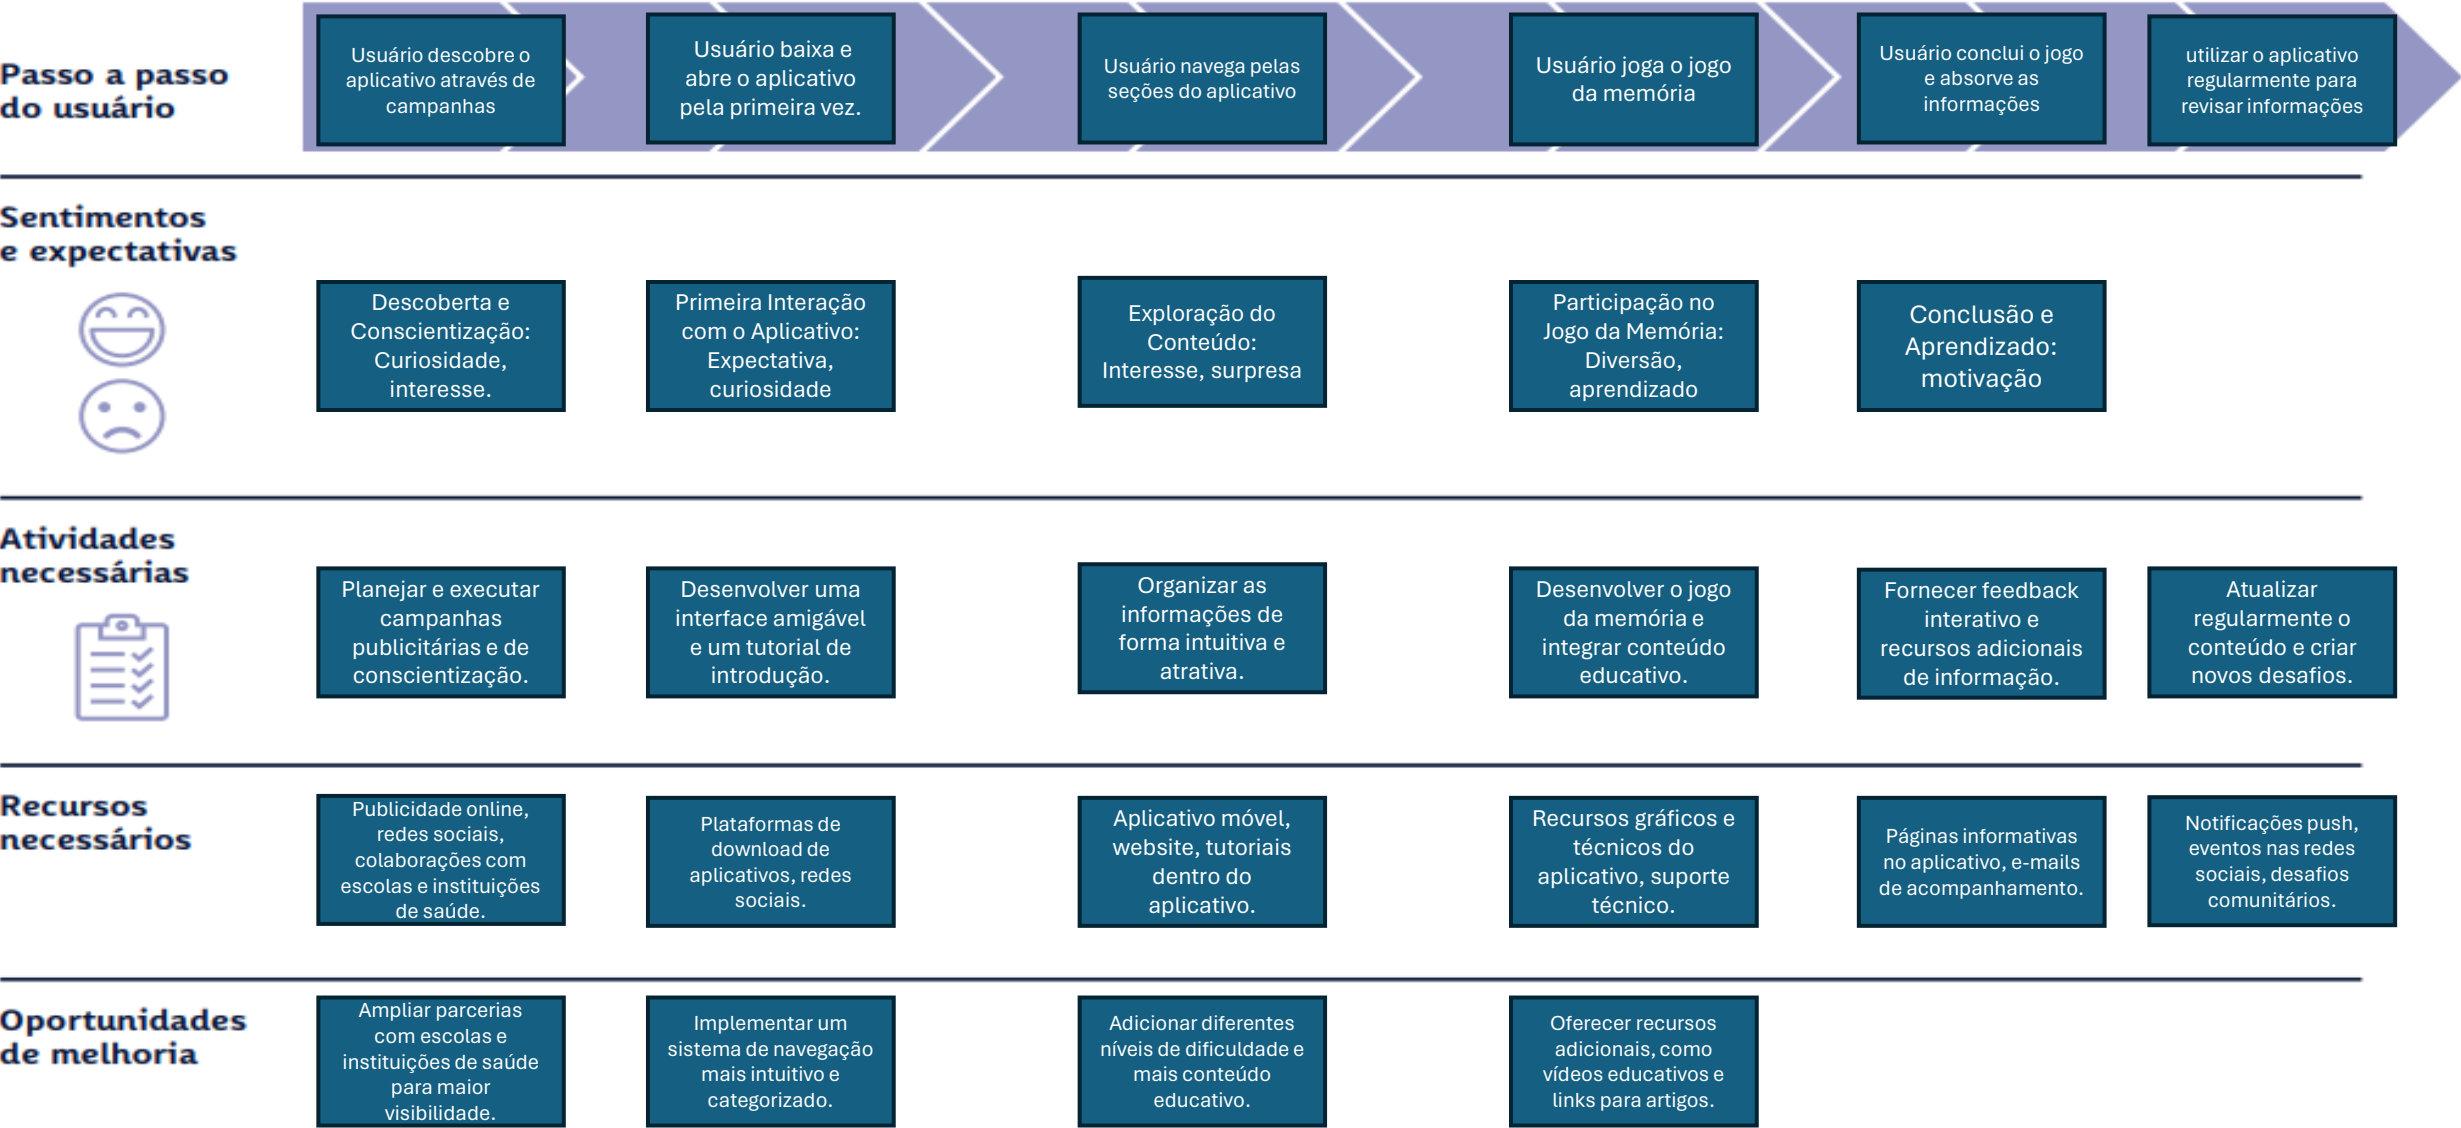 Passo a passo
do usuário
Usuário descobre o
aplicativo através de
campanhas
Usuário baixa e
abre o aplicativo
pela primeira vez.
Usuário navega pelas
seções do aplicativo
Usuário joga o jogo
da memória
Usuário conclui o jogo
e absorve as
informações
utilizar o aplicativo
regularmente para
revisar informações
Sentimentos
e expectativas
Descoberta e
Conscientização:
Curiosidade,
interesse.
Primeira Interação
com o Aplicativo:
Expectativa,
curiosidade
Exploração do
Conteúdo:
Interesse, surpresa
Participação no
Jogo da Memória:
Diversão,
aprendizado
Conclusão e
Aprendizado:
motivação
Atividades
necessárias
Planejar e executar
campanhas
publicitárias e de
conscientização.
Desenvolver uma
interface amigável
e um tutorial de
introdução.
Organizar as
informações de
forma intuitiva e
atrativa.
Desenvolver o jogo
da memória e
integrar conteúdo
educativo.
Fornecer feedback
interativo e
recursos adicionais
de informação.
Atualizar
regularmente o
conteúdo e criar
novos desafios.
Recursos
necessários
Publicidade online,
redes sociais,
colaborações com
escolas e instituições
de saúde.
Plataformas de
download de
aplicativos, redes
sociais.
Aplicativo móvel,
website, tutoriais
dentro do
aplicativo.
Recursos gráficos e
técnicos do
aplicativo, suporte
técnico.
Páginas informativas
no aplicativo, e-mails
de acompanhamento.
Notificações push,
eventos nas redes
sociais, desafios
comunitários.
Oportunidades
de melhoria
Ampliar parcerias
com escolas e
instituições de saúde
para maior
visibilidade.
Implementar um
sistema de navegação
mais intuitivo e
categorizado.
Adicionar diferentes
níveis de dificuldade e
mais conteúdo
educativo.
Oferecer recursos
adicionais, como
vídeos educativos e
links para artigos.